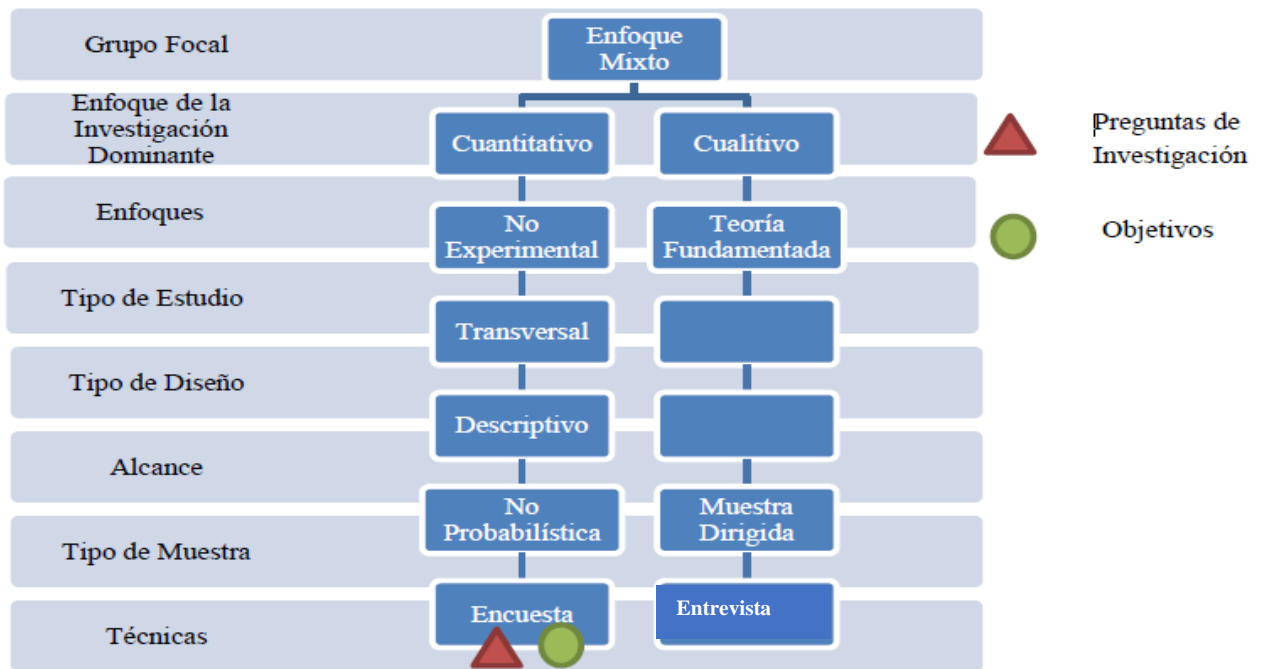 Grupo Focal
Enfoque
Mixto
Enfoque de la
Investigación
Dominante
Cuantitativo
Cualitivo
Preguntas de
Investigación
Enfoques
No
Experimental
Teoría
Fundamentada
Objetivos
Tipo de Estudio
Transversal
Tipo de Diseño
Descriptivo
Alcance
No
Probabilística
Muestra
Dirigida
Tipo de Muestra
Encuesta
Entrevista
Técnicas